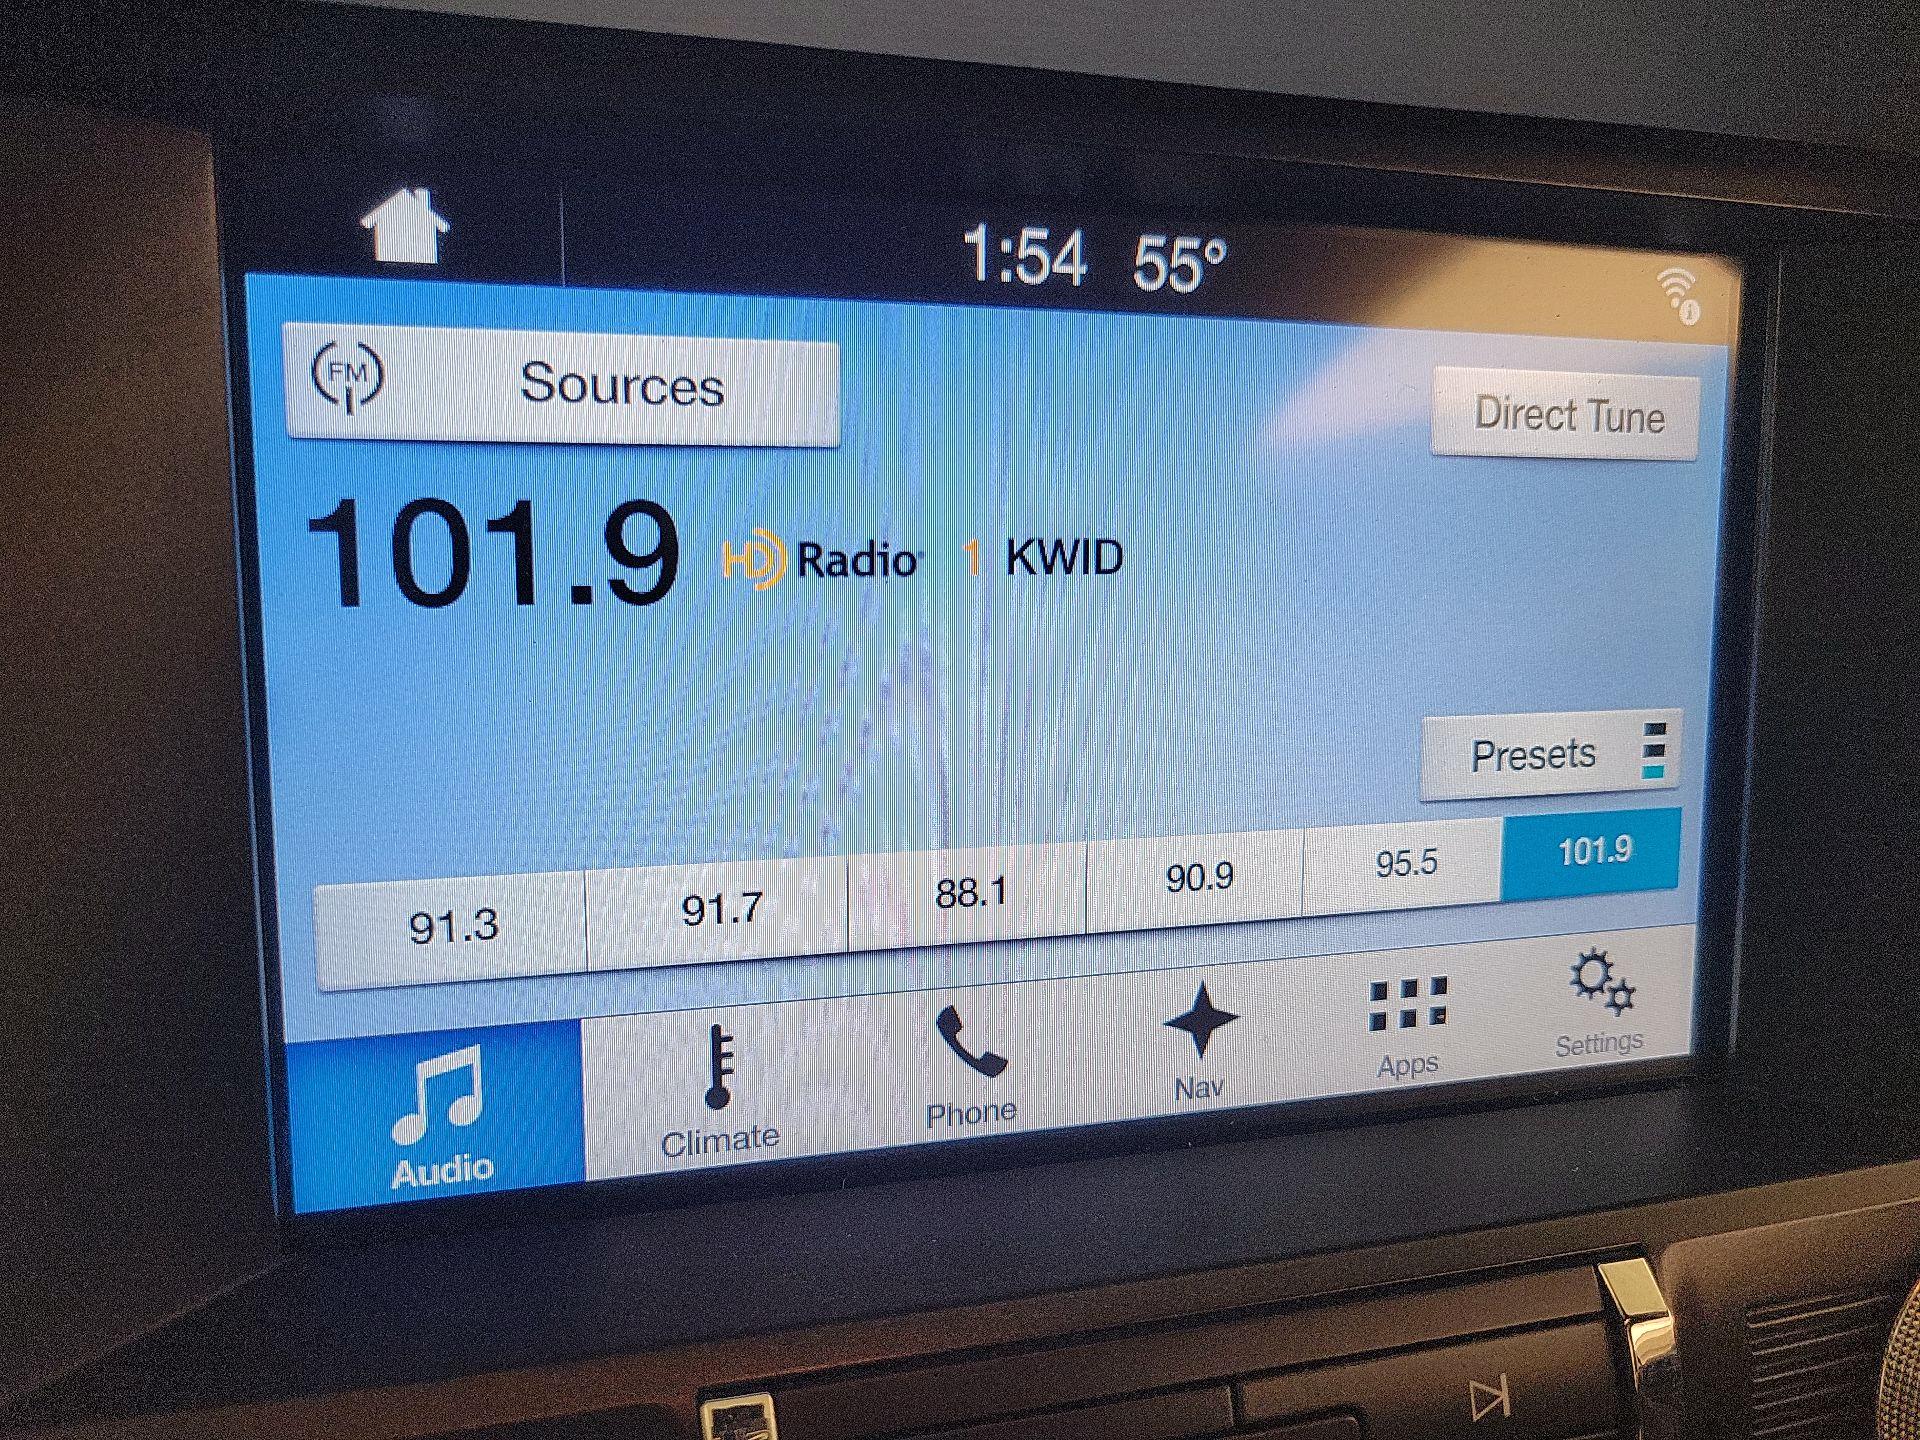 1:54 55°
FM Sources
Direct Tune
101.9 HD Radio 1 KWID
Presets
91.3 91.7 88.1 90.9 95.5 101.9
Audio Climate Phone Nav Apps Settings